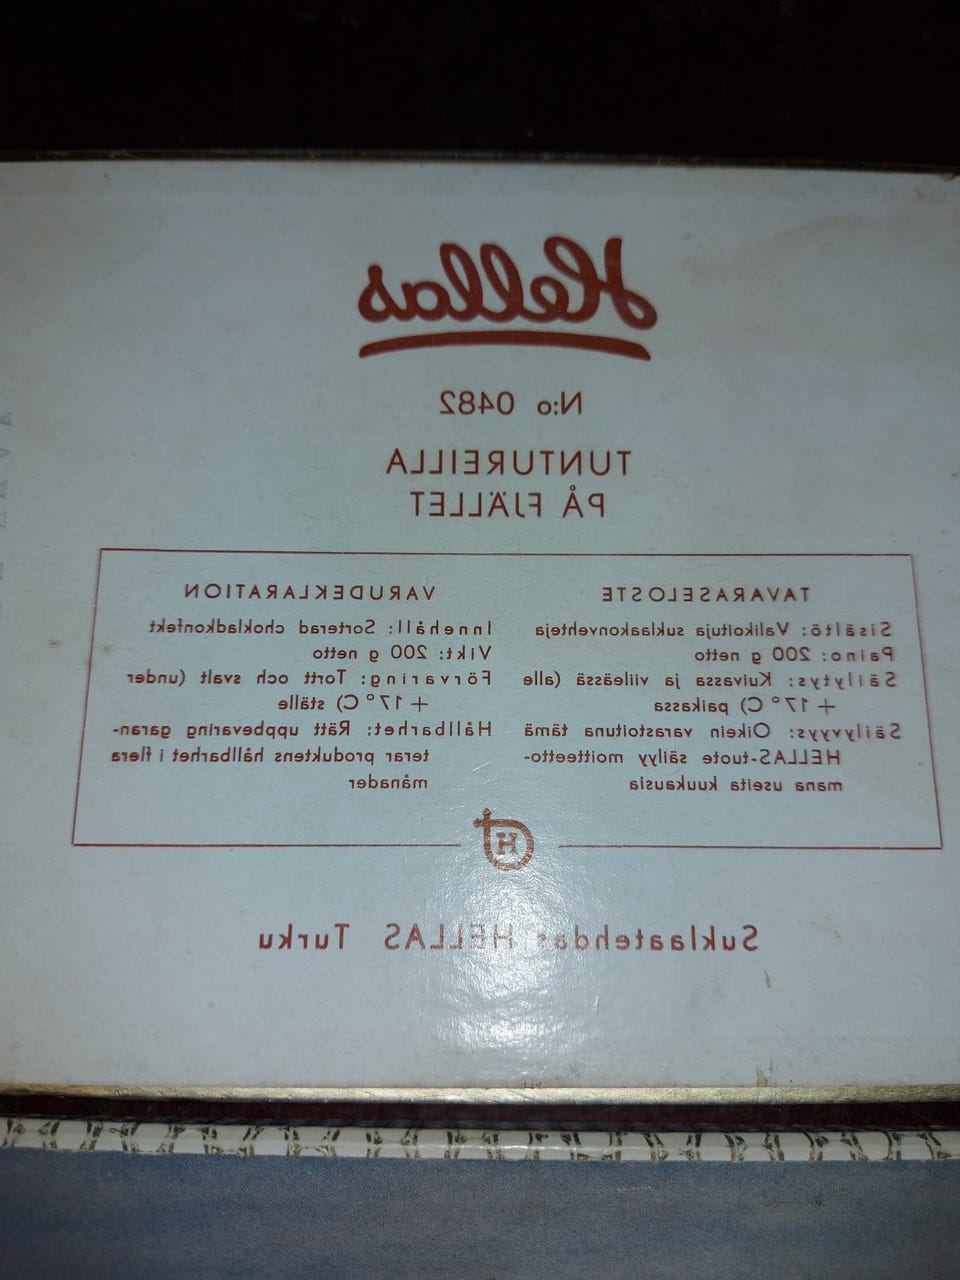 Hellas
N:o 0482
TUNTUREILLA
PÅ FJÄLLET
TAVARASELOSTE
Sisältö: Valikoituja suklaakonvehteja
Paino: 200 g netto
Säilytys: Kuivassa ja viileässä (alle
+ 17° C) paikassa
Säilyvyys: Oikein varastoituna tämä
HELLAS-tuote säilyy moitteetto-
mana useita kuukausia
VARUDEKLARATION
Innehåll: Sorterad chokladkonfekt
Vikt: 200 g netto
Förvaring: Torrt och svalt (under
+ 17° C) ställe
Hållbarhet: Rätt uppbevaring garan-
terar produktens hållbarhet i flera
månader
H
Suklaatehdas HELLAS Turku